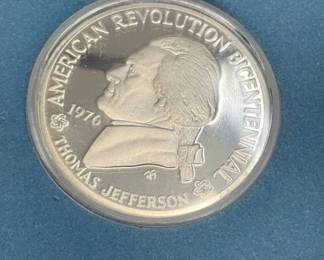 AMERICAN REVOLUTION BICENTENNIAL
1976
THOMAS JEFFERSON